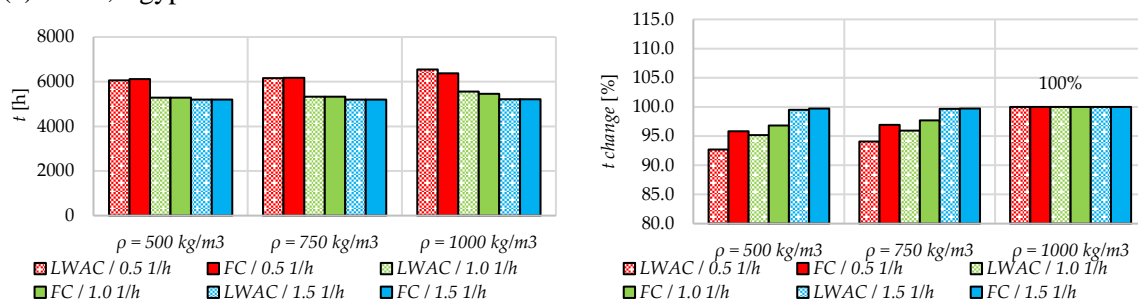 8000
6000
4000
2000
0
t [h]
ρ = 500 kg/m3 ρ = 750 kg/m3 ρ = 1000 kg/m3
LWAC / 0.5 1/h FC / 0.5 1/h LWAC / 1.0 1/h
FC / 1.0 1/h LWAC / 1.5 1/h FC / 1.5 1/h
115.0
110.0
105.0
100.0
95.0
90.0
85.0
80.0
t change [%]
100%
ρ = 500 kg/m3 ρ = 750 kg/m3 ρ = 1000 kg/m3
LWAC / 0.5 1/h FC / 0.5 1/h LWAC / 1.0 1/h
FC / 1.0 1/h LWAC / 1.5 1/h FC / 1.5 1/h